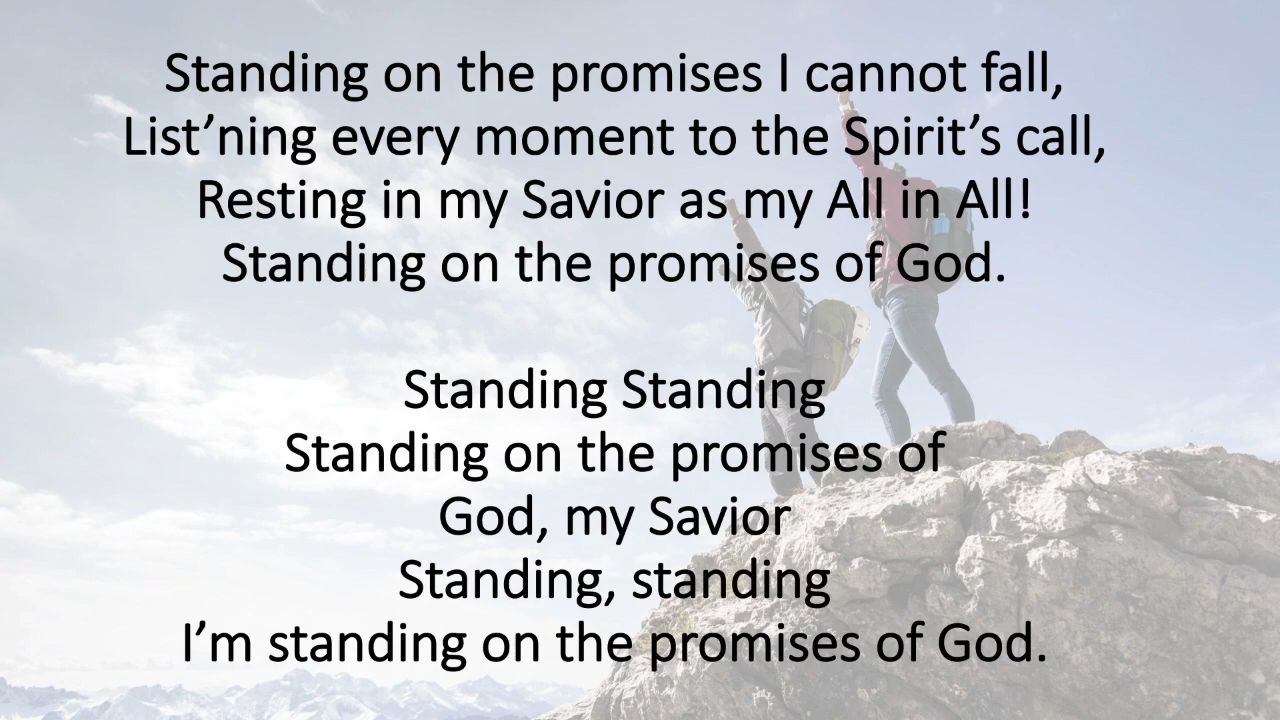 Standing on the promises I cannot fall,
List’ning every moment to the Spirit’s call,
Resting in my Savior as my All in All!
Standing on the promises of God.

Standing Standing
Standing on the promises of
God, my Savior
Standing, standing
I’m standing on the promises of God.